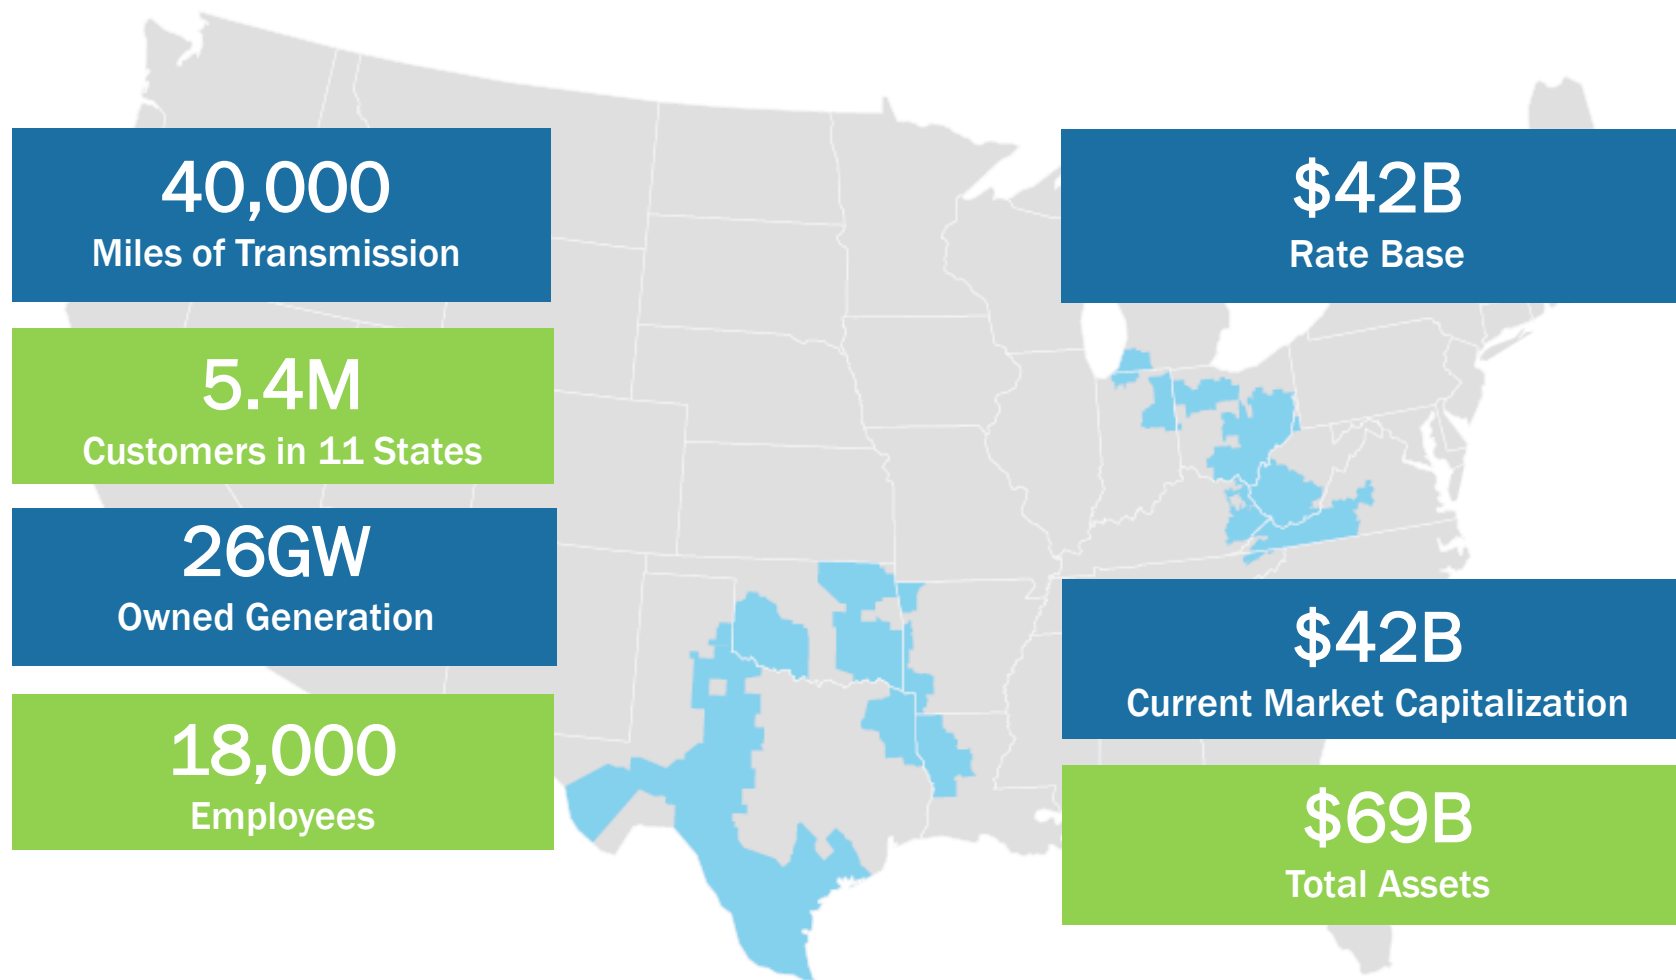 40,000
Miles of Transmission
5.4M
Customers in 11 States
26GW
Owned Generation
18,000
Employees
$42B
Rate Base
$42B
Current Market Capitalization
$69B
Total Assets